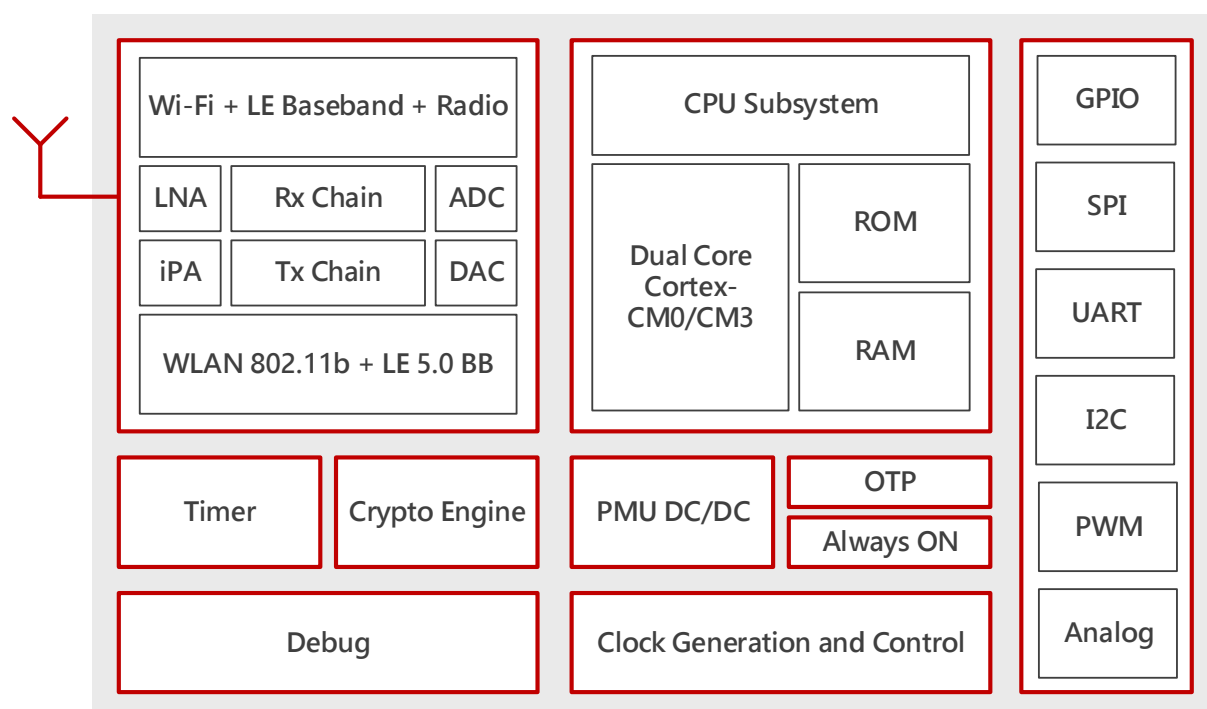 Wi-Fi + LE Baseband + Radio
LNA
Rx Chain
ADC
iPA
Tx Chain
DAC
WLAN 802.11b + LE 5.0 BB
CPU Subsystem
Dual Core
Cortex-
CM0/CM3
ROM
RAM
GPIO
SPI
UART
I2C
PWM
Analog
Timer
Crypto Engine
PMU DC/DC
OTP
Always ON
Debug
Clock Generation and Control